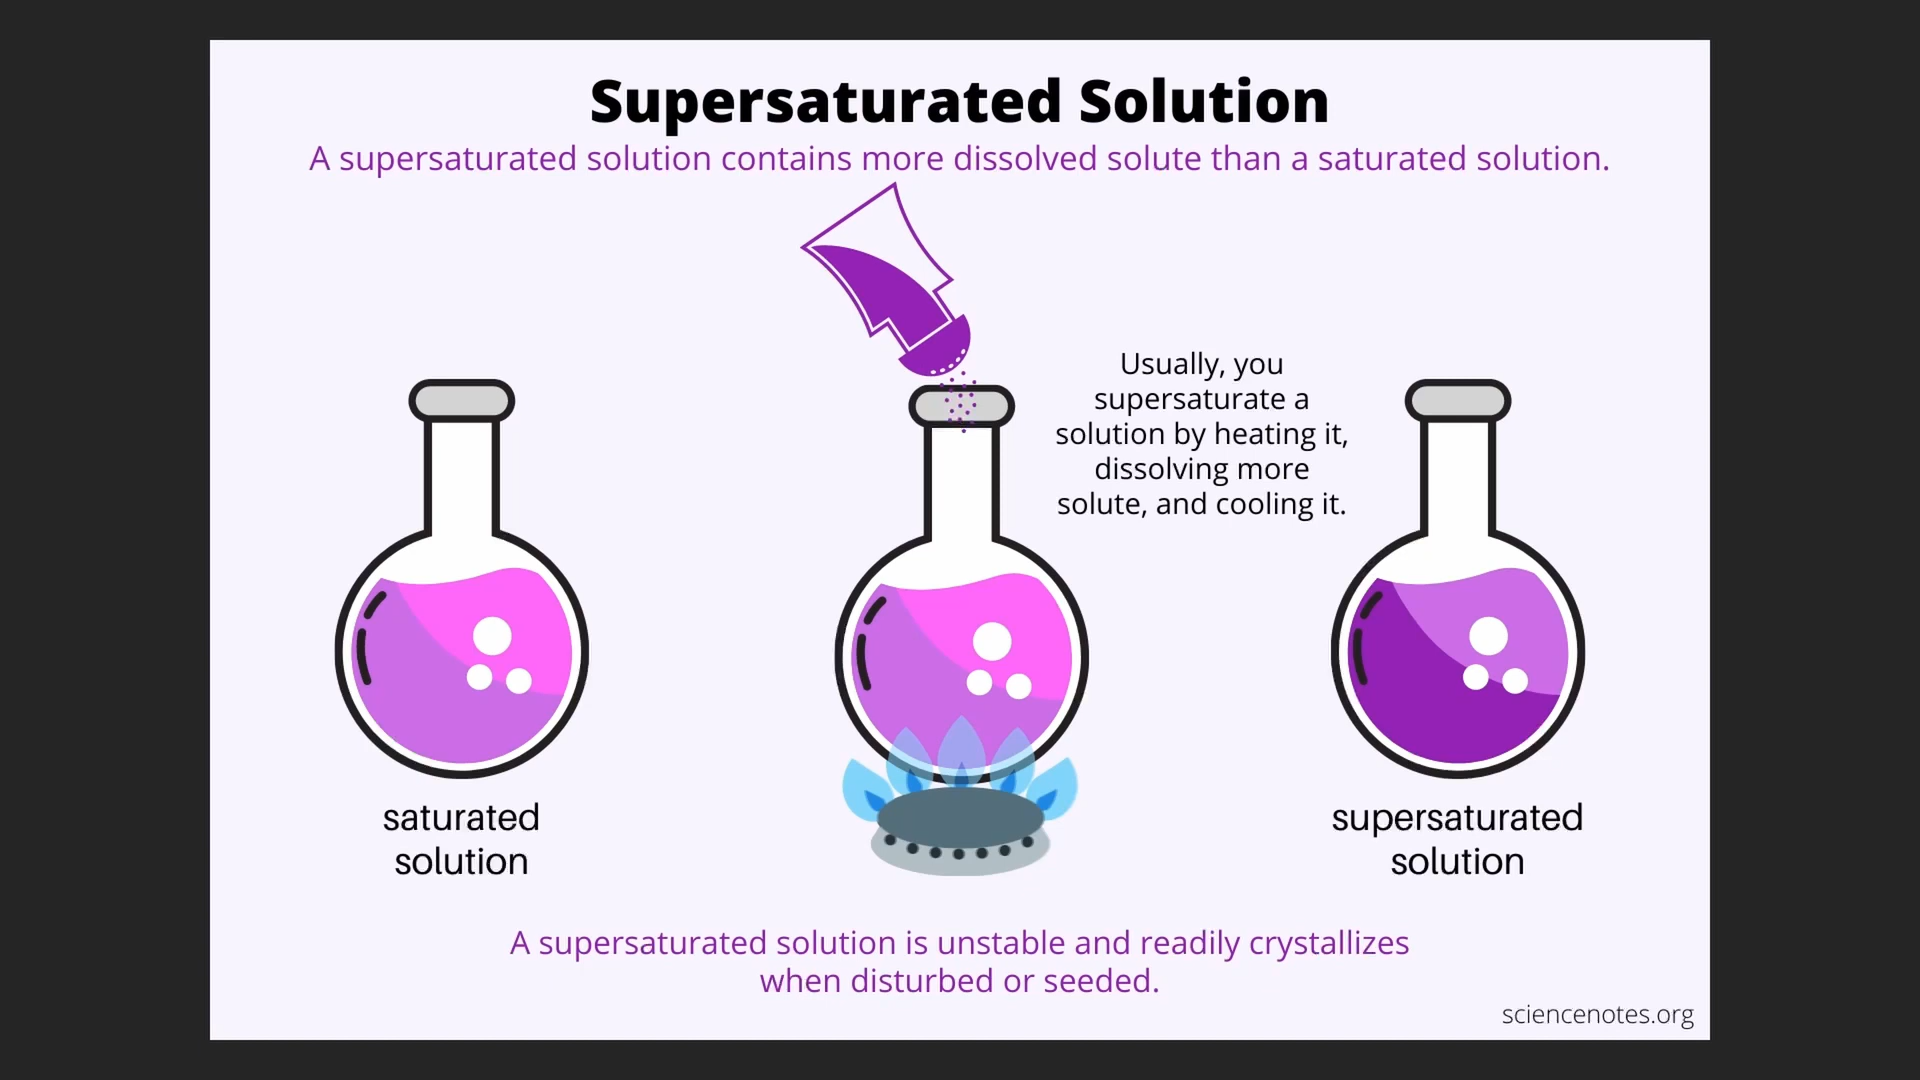 Supersaturated Solution
A supersaturated solution contains more dissolved solute than a saturated solution.
Usually, you
supersaturate a
solution by heating it,
dissolving more
solute, and cooling it.
saturated
solution
supersaturated
solution
A supersaturated solution is unstable and readily crystallizes
when disturbed or seeded.
sciencenotes.org